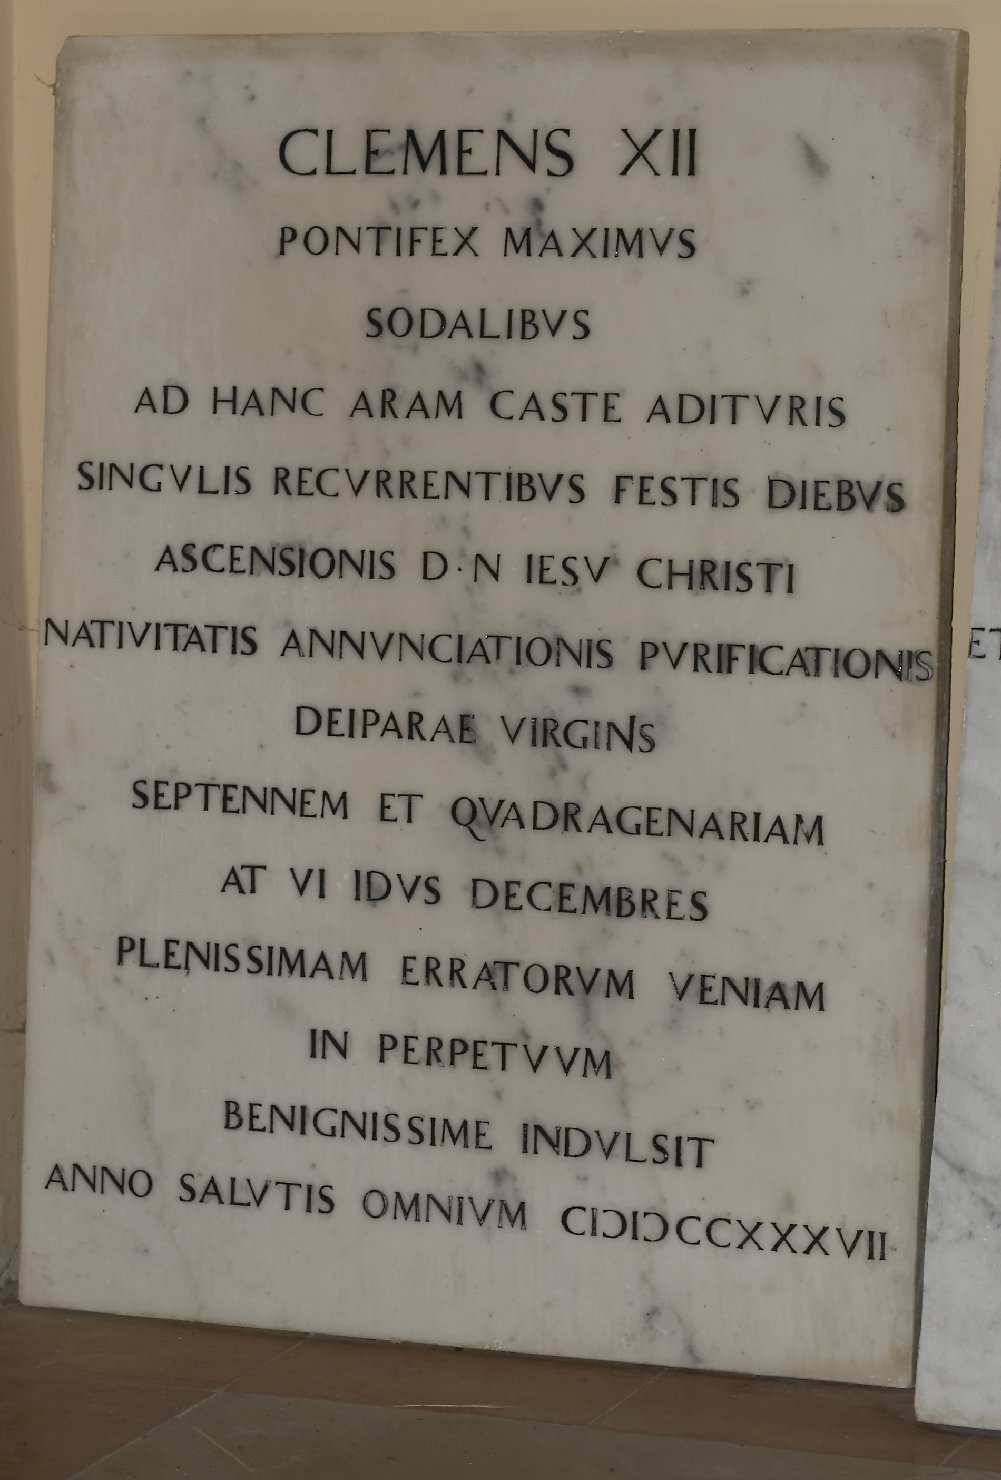 CLEMENS XII
PONTIFEX MAXIMVS
SODALIBVS
AD HANC ARAM CASTE ADITVRIS
SINGVLIS RECVRRENTIBVS FESTIS DIEBVS
ASCENSIONIS D·N IESV CHRISTI
NATIVITATIS ANNVNCIATIONIS PVRIFICATIONIS
DEIPARAE VIRGINS
SEPTENNEM ET QVADRAGENARIAM
AT VI IDVS DECEMBRES
PLENISSIMAM ERRATORVM VENIAM
IN PERPETVVM
BENIGNISSIME INDVLSIT
ANNO SALVTIS OMNIVM CIↃIↃCCXXXVII
ET